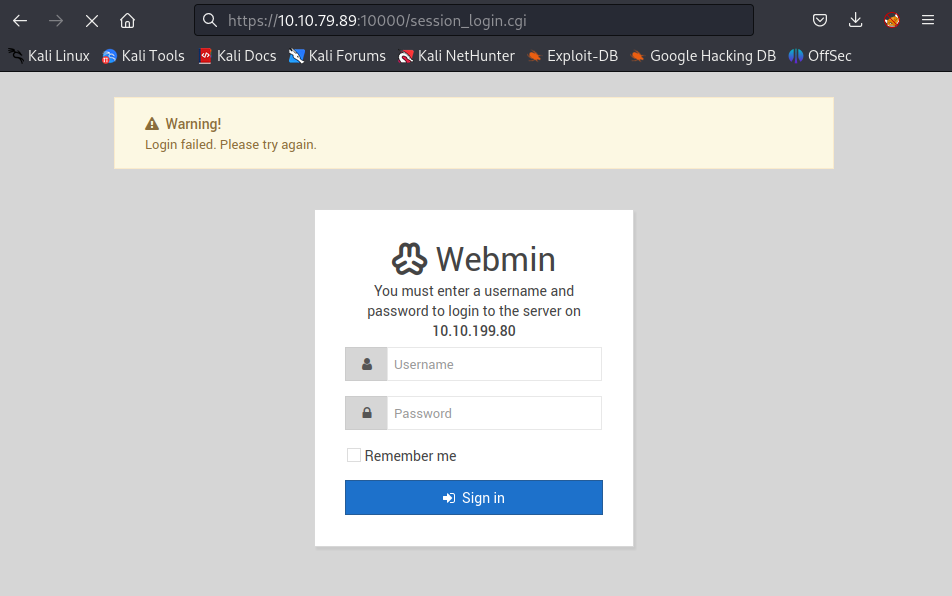 https://10.10.79.89:10000/session_login.cgi
Kali Linux Kali Tools Kali Docs Kali Forums Kali NetHunter Exploit-DB Google Hacking DB OffSec
Warning!
Login failed. Please try again.
Webmin
You must enter a username and
password to login to the server on
10.10.199.80
Username
Password
Remember me
Sign in